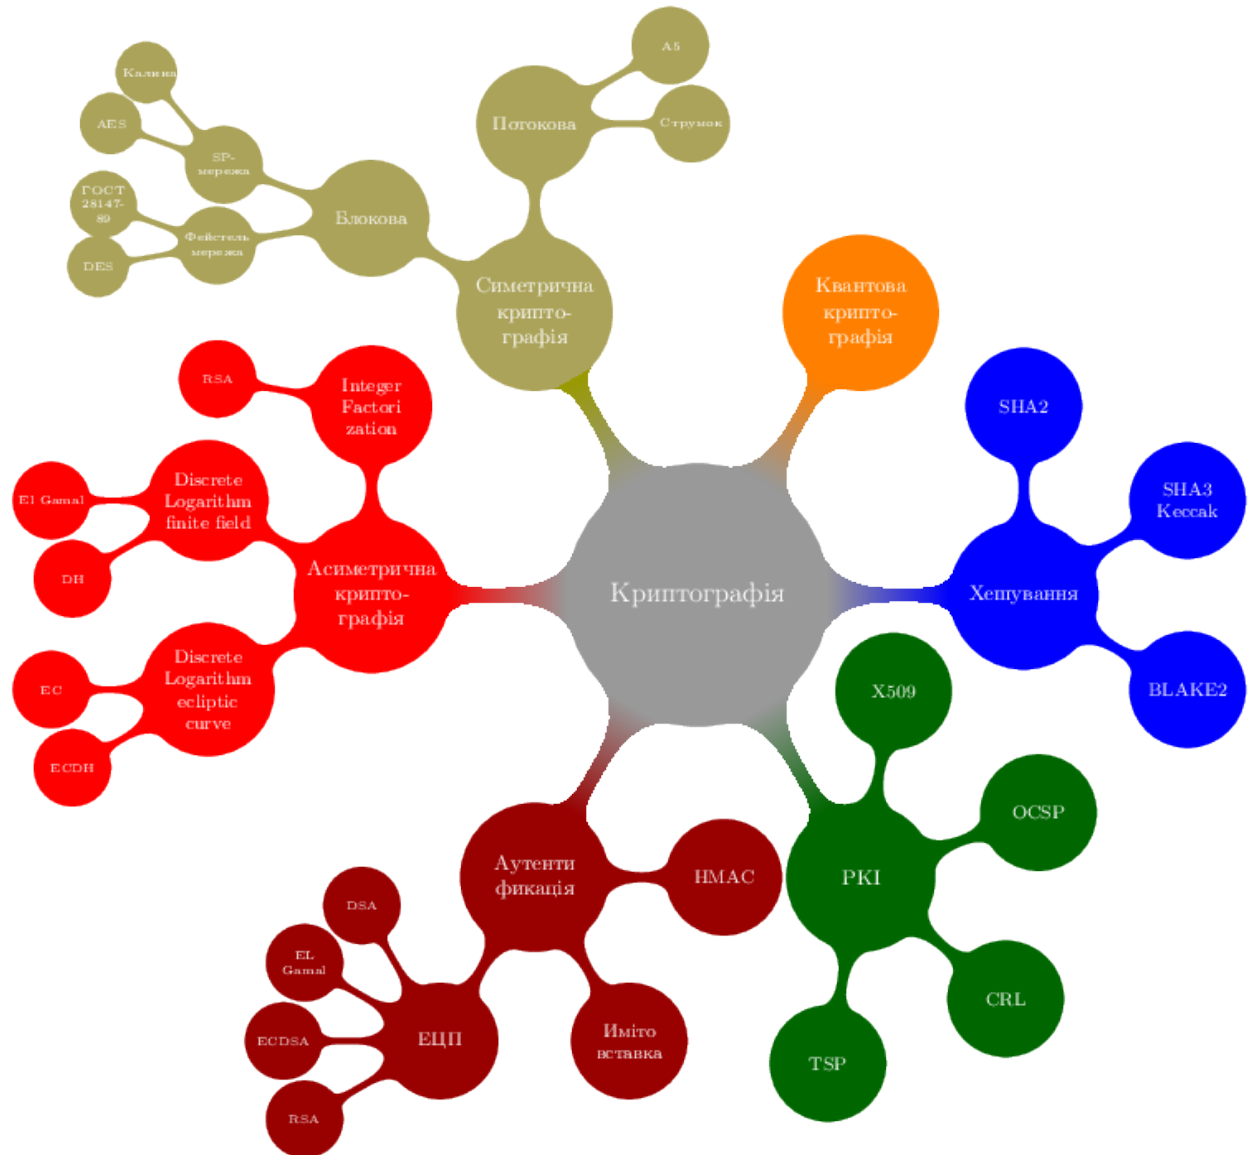 Криптографія
Симетрична
крипто-
графія
Потокова
А5
Струмок
Блокова
SP-
мережа
Калина
AES
Фейстель
мережа
ГОСТ
28147-
89
DES
Квантова
крипто-
графія
Хешування
SHA2
SHA3
Keccak
BLAKE2
PKI
X509
OCSP
CRL
TSP
Аутенти
фикація
HMAC
Иміто
вставка
ЕЦП
DSA
EL
Gamal
ECDSA
RSA
Асиметрична
крипто-
графія
Integer
Factori
zation
RSA
Discrete
Logarithm
finite field
El Gamal
DH
Discrete
Logarithm
ecliptic
curve
EC
ECDH